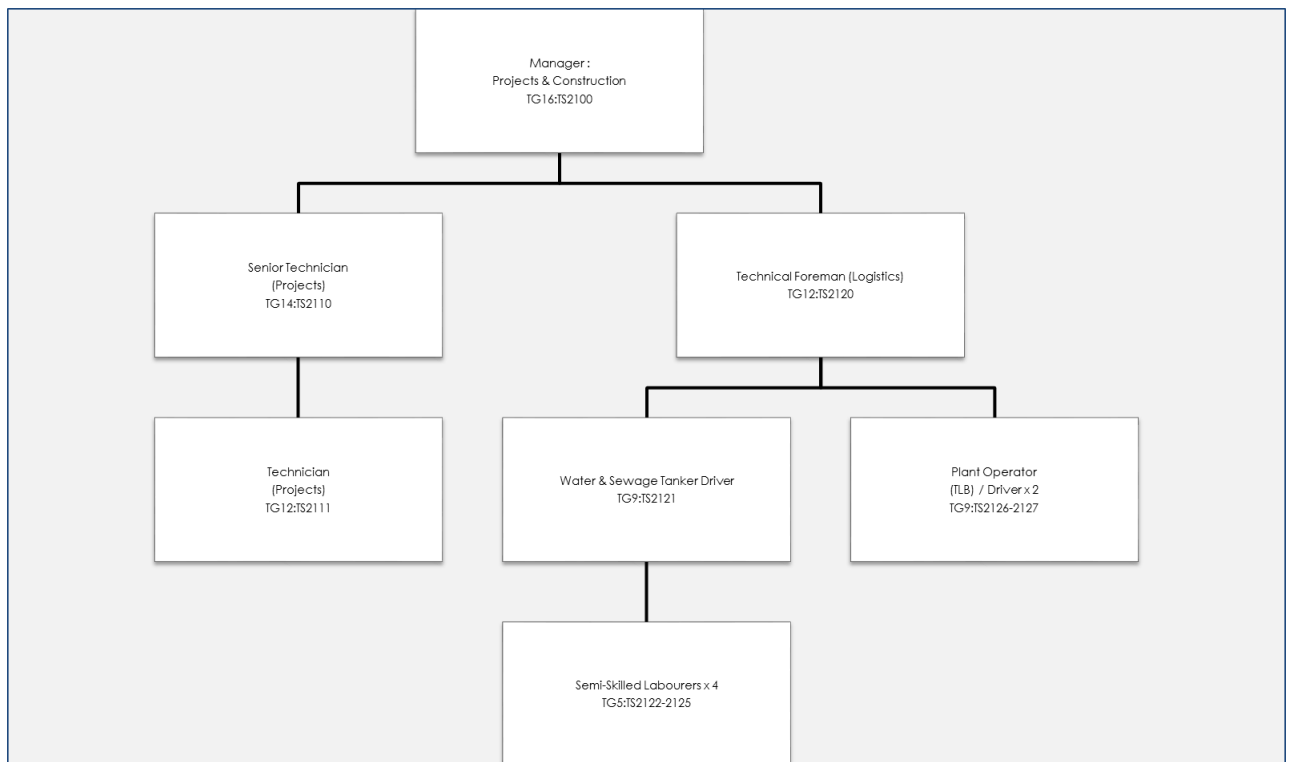 Manager :
Projects & Construction
TG16:TS2100
Senior Technician
(Projects)
TG14:TS2110
Technical Foreman (Logistics)
TG12:TS2120
Technician
(Projects)
TG12:TS2111
Water & Sewage Tanker Driver
TG9:TS2121
Plant Operator
(TLB) / Driver x 2
TG9:TS2126-2127
Semi-Skilled Labourers x 4
TG5:TS2122-2125